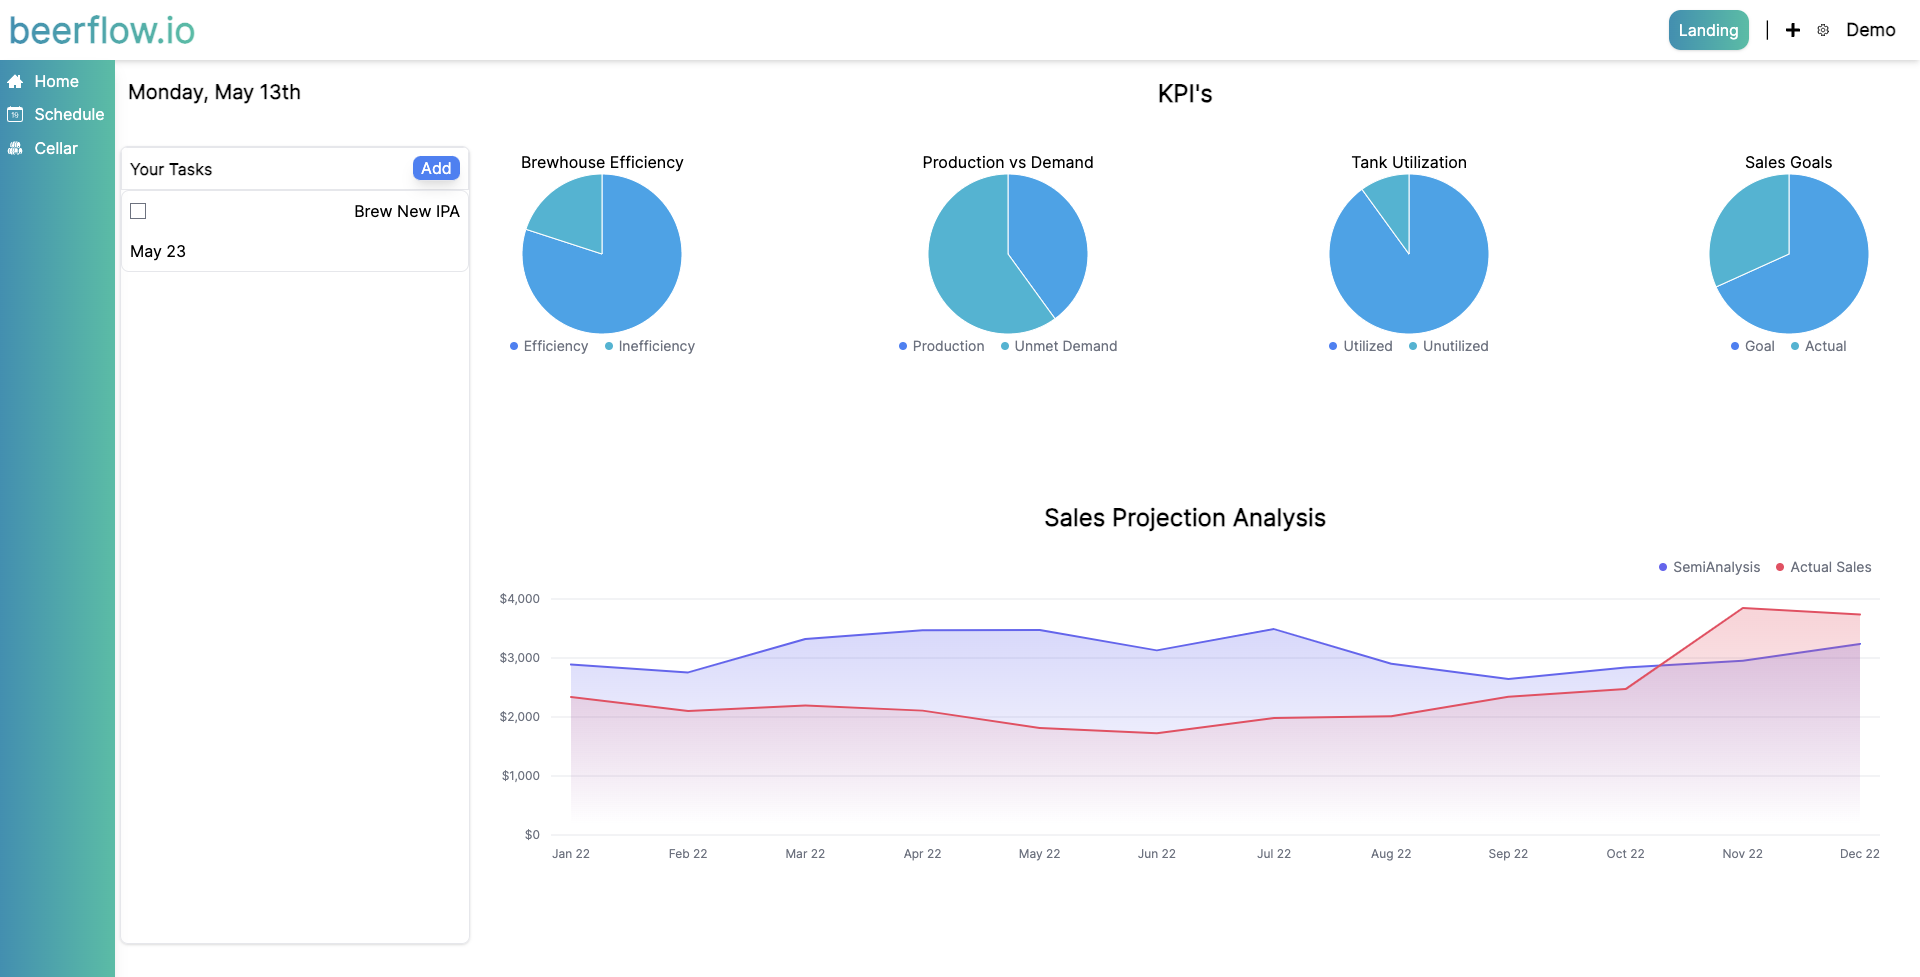 beerflow.io
Landing | Demo
Home
Schedule
Cellar
Monday, May 13th
Your Tasks Add
Brew New IPA
May 23
KPI's
Brewhouse Efficiency
Efficiency Inefficiency
Production vs Demand
Production Unmet Demand
Tank Utilization
Utilized Unutilized
Sales Goals
Goal Actual
Sales Projection Analysis
SemiAnalysis Actual Sales
$4,000
$3,000
$2,000
$1,000
$0
Jan 22 Feb 22 Mar 22 Apr 22 May 22 Jun 22 Jul 22 Aug 22 Sep 22 Oct 22 Nov 22 Dec 22